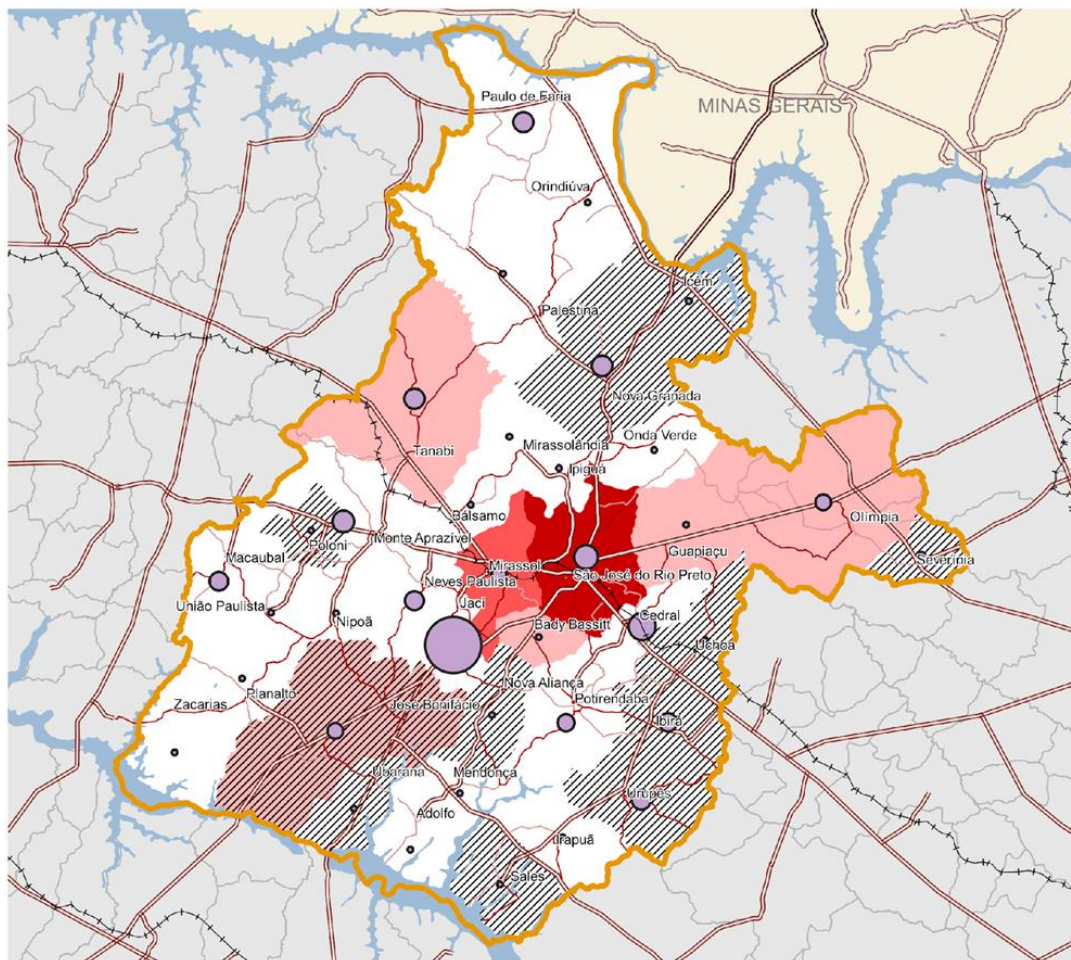 Paulo de Faria
MINAS GERAIS
Orindiúva
Icém
Palestina
Nova Granada
Onda Verde
Mirassolândia
Tanabi
Ipiguá
Bálsamo
Olímpia
Monte Aprazível
Poloni
Guapiaçu
Macaubal
Severínia
Mirassol
São José do Rio Preto
Neves Paulista
União Paulista
Jaci
Cedral
Nipoã
Bady Bassitt
Uchoa
Nova Aliança
Planalto
Zacarias
José Bonifácio
Potirendaba
Ibirá
Ubarana
Mendonça
Urupês
Adolfo
Irapuã
Sales